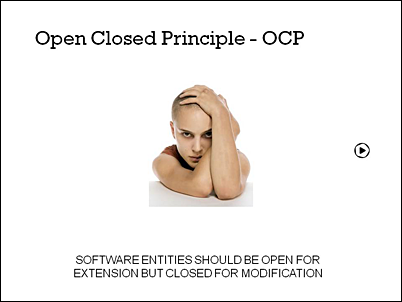 Open Closed Principle - OCP
SOFTWARE ENTITIES SHOULD BE OPEN FOR
EXTENSION BUT CLOSED FOR MODIFICATION